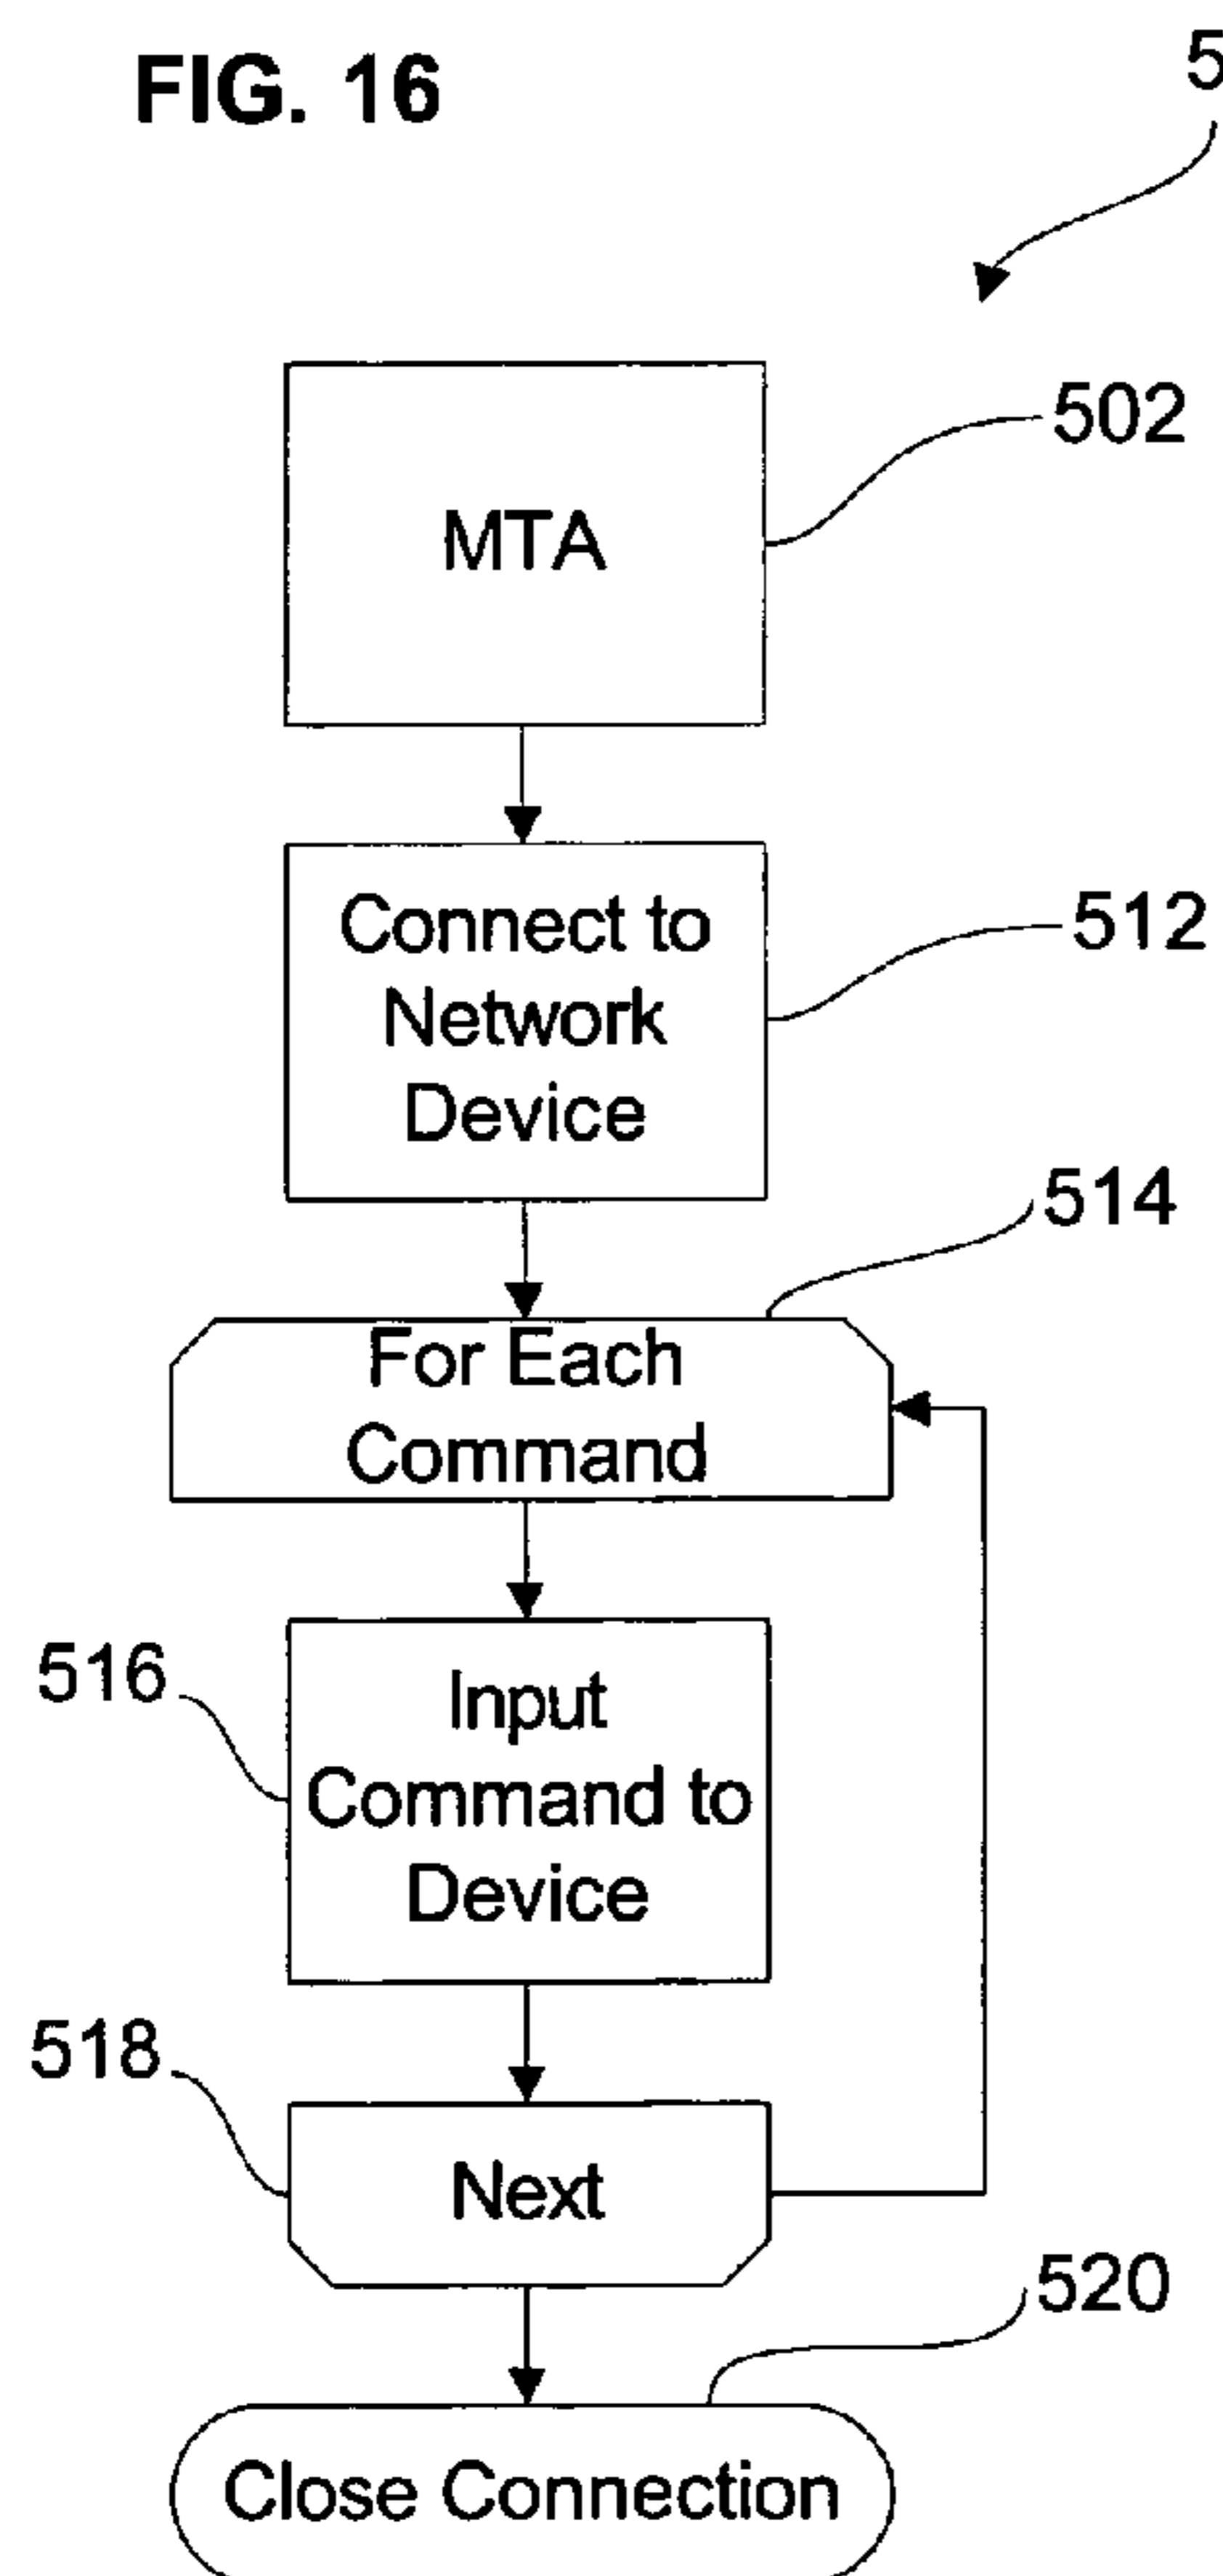 FIG. 16
5
MTA
502
Connect to
Network
Device
512
514
For Each
Command
516
Input
Command to
Device
518
Next
520
Close Connection